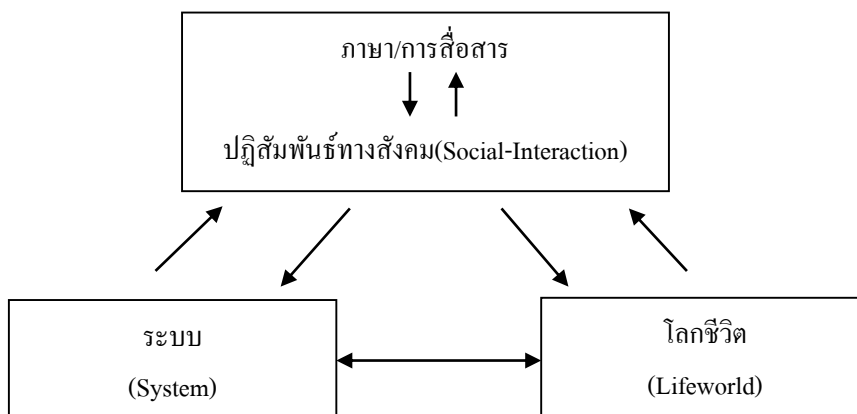 ภาษา/การสื่อสาร
ปฏิสัมพันธ์ทางสังคม(Social-Interaction)
ระบบ
(System)
โลกชีวิต
(Lifeworld)